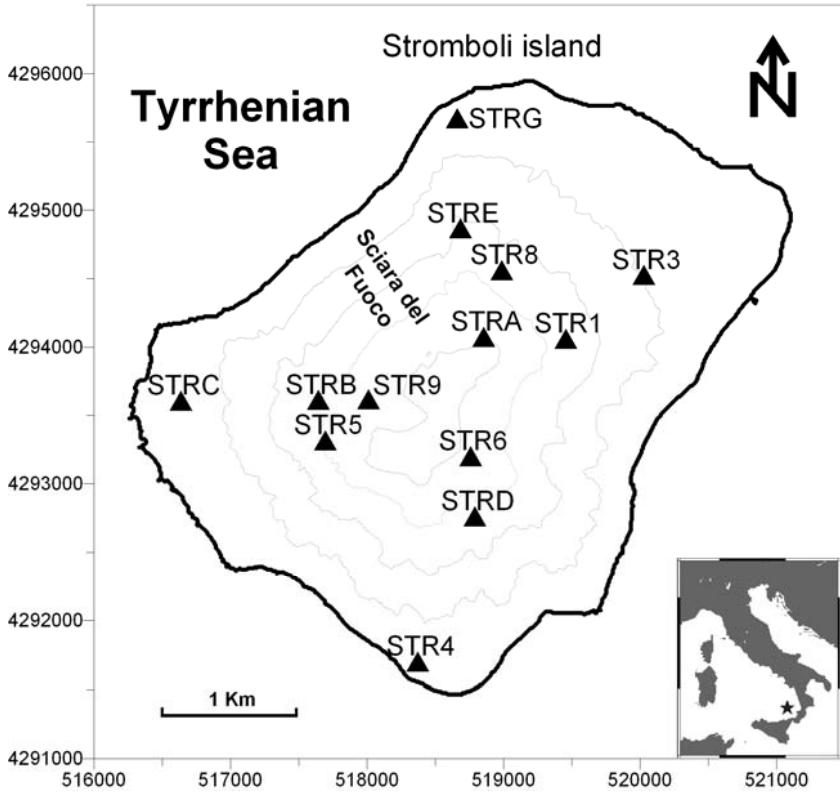 Stromboli island
4296000
Tyrrhenian
Sea
N
STRG
4295000
STRE
STR8
STR3
Sciara del
Fuoco
STRA
STR1
4294000
STRC
STRB
STR9
STR5
STR6
4293000
STRD
4292000
STR4
1 Km
4291000
516000 517000 518000 519000 520000 521000